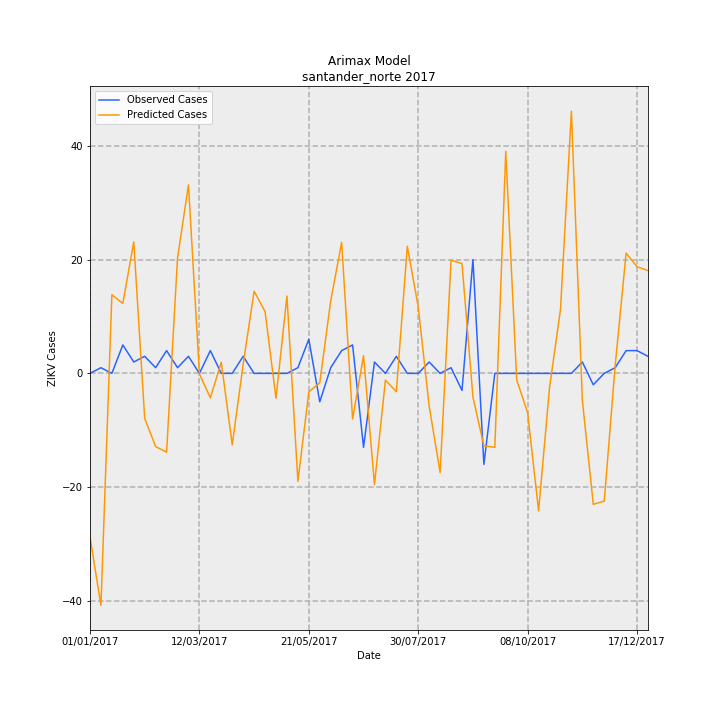 Arimax Model
santander_norte 2017
Observed Cases
Predicted Cases
ZIKV Cases
40
20
0
−20
−40
01/01/2017
12/03/2017
21/05/2017
30/07/2017
08/10/2017
17/12/2017
Date